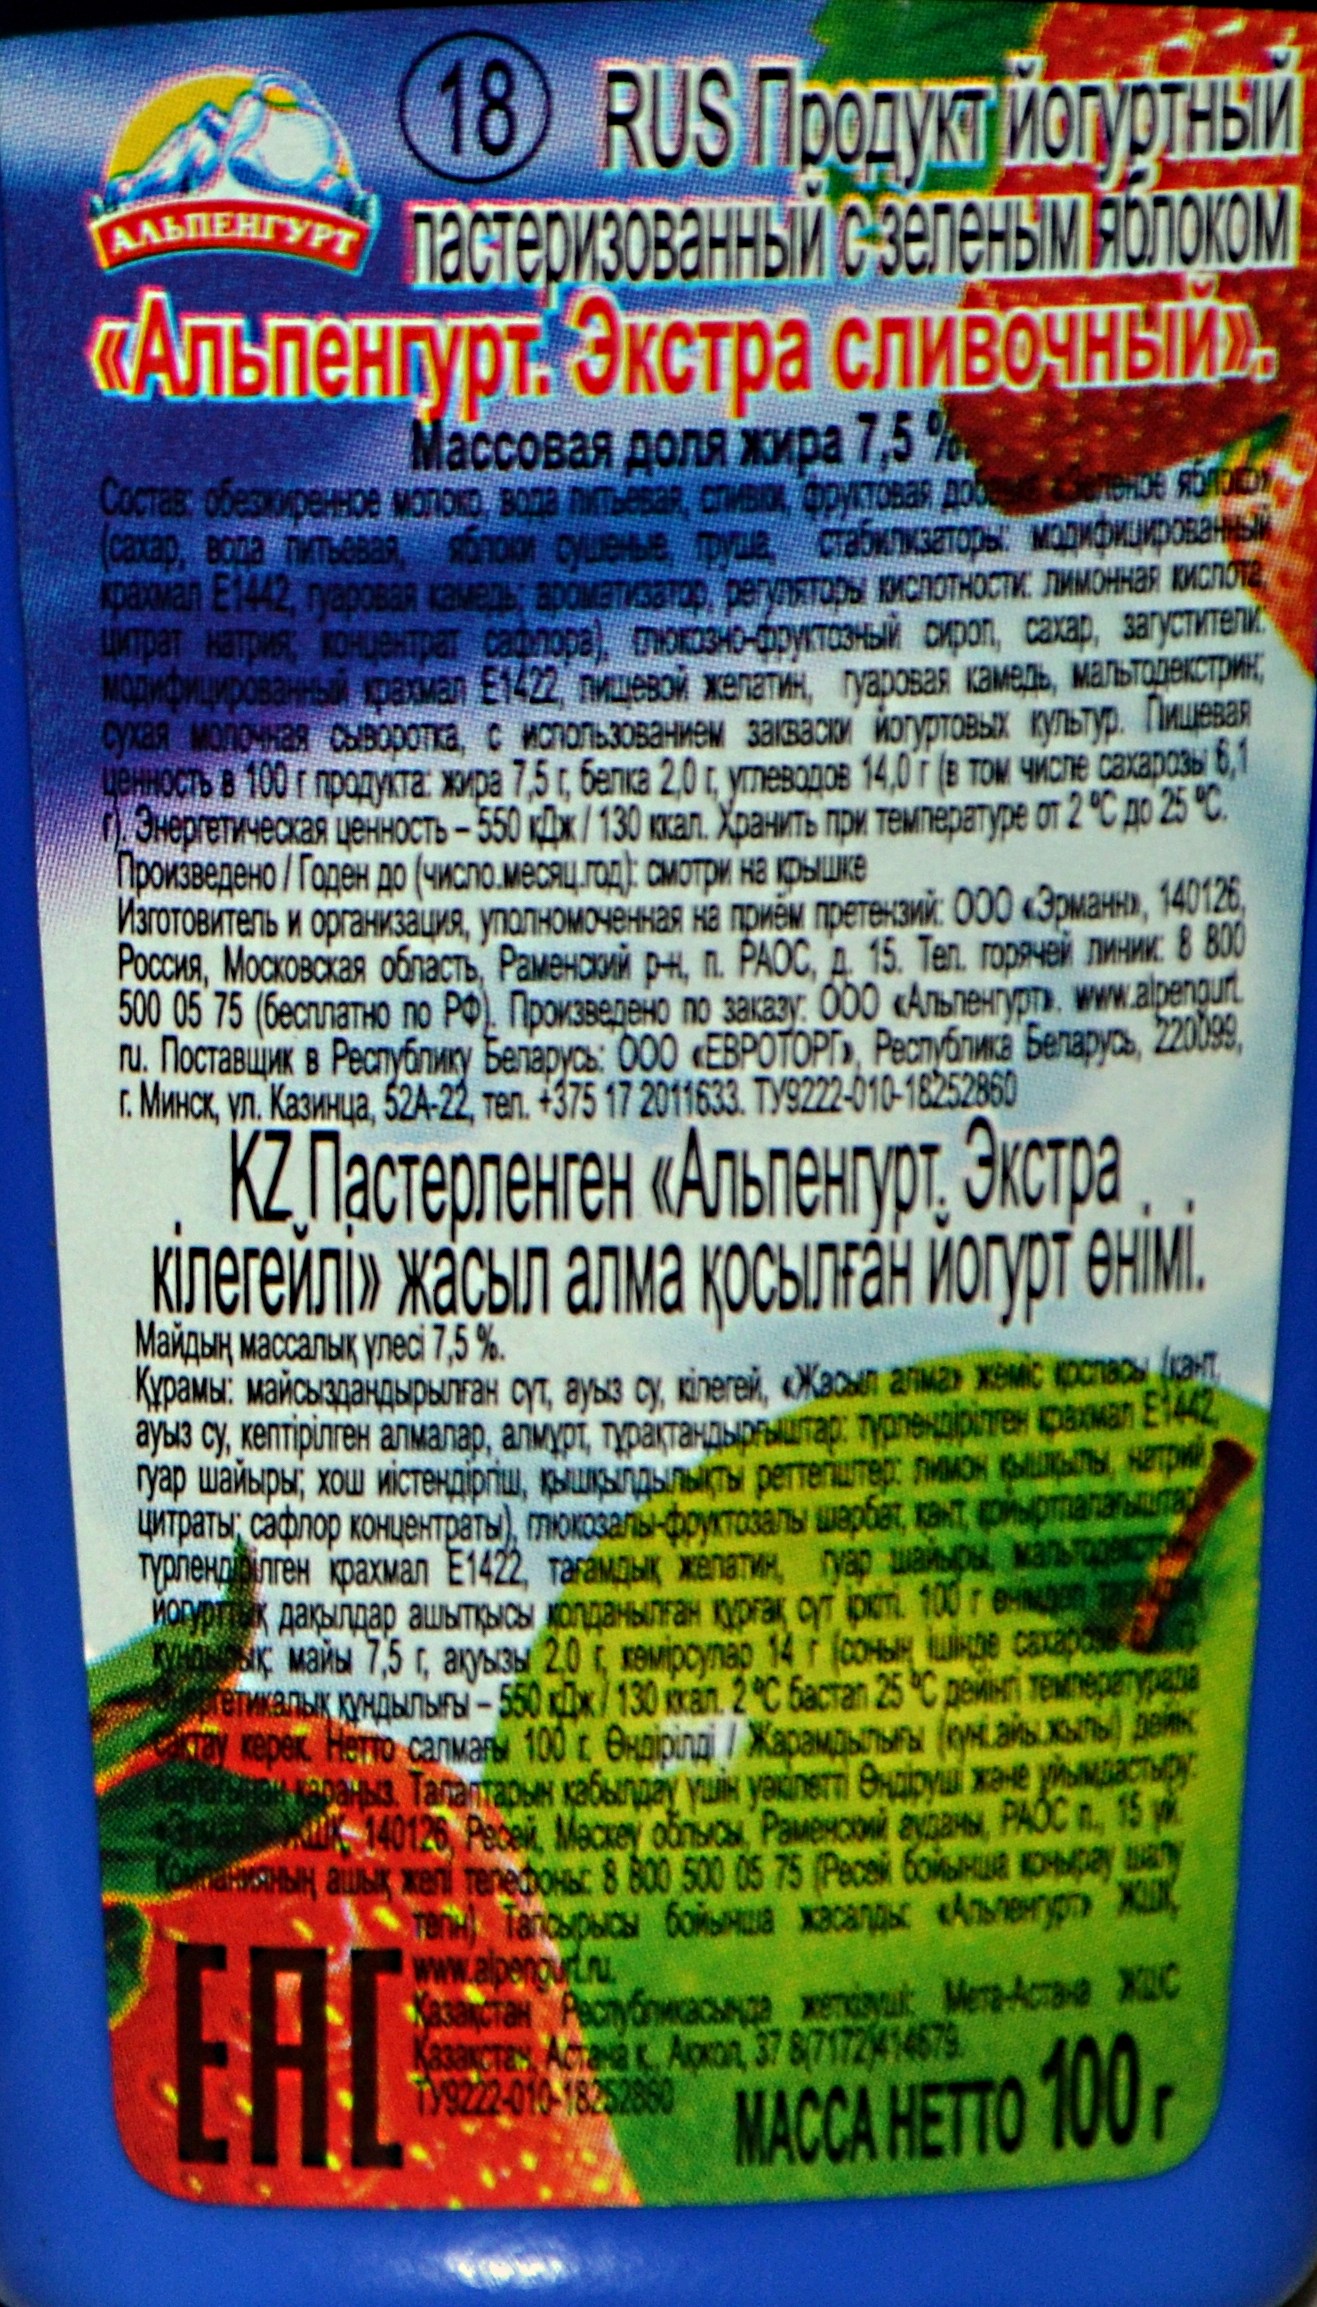 АЛЬПЕНГУРТ
18 RUS Продукт йогуртный
пастеризованный с зеленым яблоком
«Альпенгурт. Экстра сливочный».
Массовая доля жира 7,5 %
Состав: обезжиренное молоко, вода питьевая, сливки, фруктовая добавка «Зеленое яблоко»
(сахар, вода питьевая, яблоки сушеные, груша, стабилизаторы: модифицированный
крахмал Е1442, гуаровая камедь; ароматизатор, регуляторы кислотности: лимонная кислота,
цитрат натрия; концентрат сафлора), глюкозно-фруктозный сироп, сахар, загустители:
модифицированный крахмал Е1422, пищевой желатин, гуаровая камедь, мальтодекстрин;
сухая молочная сыворотка, с использованием закваски йогуртовых культур. Пищевая
ценность в 100 г продукта: жира 7,5 г, белка 2,0 г, углеводов 14,0 г (в том числе сахарозы 6,1
г). Энергетическая ценность – 550 кДж / 130 ккал. Хранить при температуре от 2 °С до 25 °С.
Произведено / Годен до (число.месяц.год): смотри на крышке
Изготовитель и организация, уполномоченная на приём претензий: ООО «Эрманн», 140126,
Россия, Московская область, Раменский р-н, п. РАОС, д. 15. Тел. горячей линии: 8 800
500 05 75 (бесплатно по РФ). Произведено по заказу: ООО «Альпенгурт». www.alpengurt.
ru. Поставщик в Республику Беларусь: ООО «ЕВРОТОРГ», Республика Беларусь, 220099,
г. Минск, ул. Казинца, 52А-22, тел. +375 17 2011633. ТУ9222-010-18252860
KZ Пастерленген «Альпенгурт. Экстра
кілегейлі» жасыл алма қосылған йогурт өнімі.
Майдың массалық үлесі 7,5 %.
Құрамы: майсыздандырылған сүт, ауыз су, кілегей, «Жасыл алма» жеміс қоспасы (қант,
ауыз су, кептірілген алмалар, алмұрт, тұрақтандырғыштар: түрлендірілген крахмал Е1442,
гуар шайыры; хош иістендіргіш, қышқылдылықты реттегіштер: лимон қышқылы, натрий
цитраты; сафлор концентраты), глюкозалы-фруктозалы шәрбат, қант, қойыртпалағыштар
түрлендірілген крахмал Е1422, тағамдық желатин, гуар шайыры,
йогурттік дақылдар ашытқысы қолданылған құрғақ сүт іркіті. 100 г өнімдегі
құндылық: майы 7,5 г, ақуызы 2,0 г, көмірсулар 14 г (соның ішінде
Энергетикалық құндылығы – 550 кДж / 130 ккал. 2 °С бастап 25 °С дейінгі температурада
сақтау керек. Нетто салмағы 100 г. Өндірілді / Жарамдылығы (күні.айы.жылы) дейін:
қараңыз. Талаптарын қабылдау үшін уәкілетті Өндіруші және ұйымдастыру:
ЖШҚ, 140126, Ресей, Мәскеу облысы, Раменский ауданы, РАОС п., 15 үй.
Компанияның ашық желі телефоны: 8 800 500 05 75 (Ресей бойынша қоңырау шалу
тегін). Тапсырысы бойынша жасалды: «Альпенгурт» ЖШҚ,
www.alpengurt.ru.
Қазақстан Республикасында жеткізуші: Мета-Астана ЖШС
Қазақстан, Астана қ., Ақжол, 37 8(7172)414679.
ТУ9222-010-18252860
ЕАС
МАССА НЕТТО 100 г